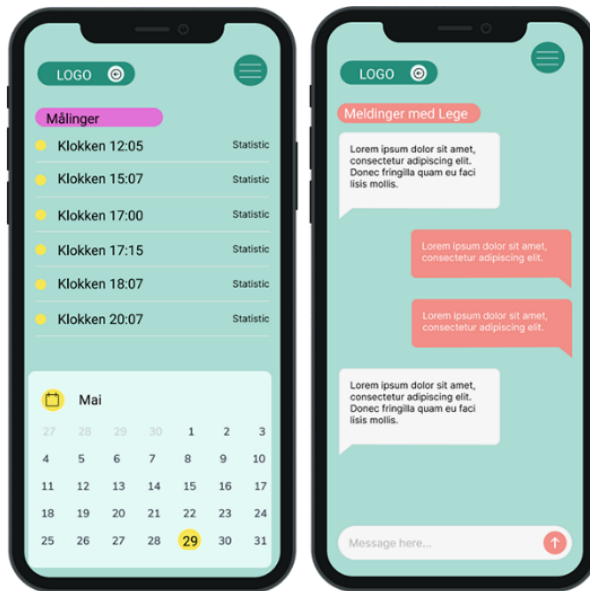 LOGO
Målinger
Klokken 12:05 Statistic
Klokken 15:07 Statistic
Klokken 17:00 Statistic
Klokken 17:15 Statistic
Klokken 18:07 Statistic
Klokken 20:07 Statistic
Mai
27 28 29 30 1 2 3
4 5 6 7 8 9 10
11 12 13 14 15 16 17
18 19 20 21 22 23 24
25 26 27 28 29 30 31
LOGO
Meldinger med Lege
Lorem ipsum dolor sit amet,
consectetur adipiscing elit.
Donec fringilla quam eu faci
lisis mollis.
Lorem ipsum dolor sit amet,
consectetur adipiscing elit.
Lorem ipsum dolor sit amet,
consectetur adipiscing elit.
Lorem ipsum dolor sit amet,
consectetur adipiscing elit.
Donec fringilla quam eu faci
lisis mollis.
Message here...